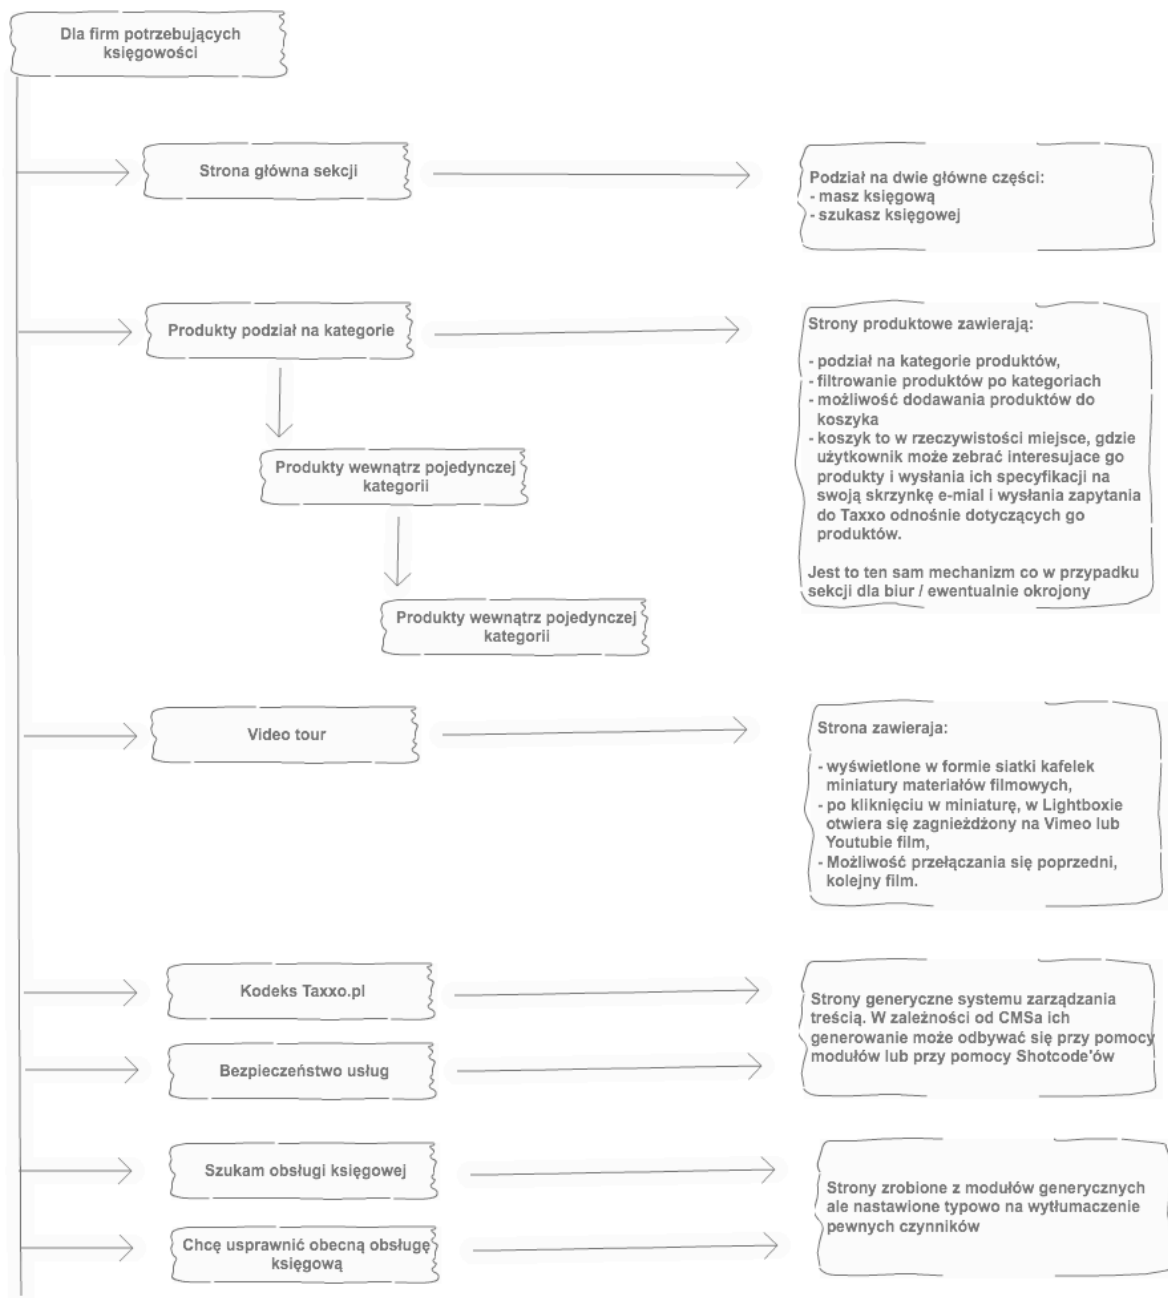 Dla firm potrzebujących
księgowości
Strona główna sekcji
Podział na dwie główne części:
- masz księgową
- szukasz księgowej
Produkty podział na kategorie
Strony produktowe zawierają:
- podział na kategorie produktów,
- filtrowanie produktów po kategoriach
- możliwość dodawania produktów do
koszyka
- koszyk to w rzeczywistości miejsce, gdzie
użytkownik może zebrać interesujace go
produkty i wysłania ich specyfikacji na
swoją skrzynkę e-mial i wysłania zapytania
do Taxxo odnośnie dotyczących go
produktów.
Jest to ten sam mechanizm co w przypadku
sekcji dla biur / ewentualnie okrojony
Produkty wewnątrz pojedynczej
kategorii
Produkty wewnątrz pojedynczej
kategorii
Video tour
Strona zawieraja:
- wyświetlone w formie siatki kafelek
miniatury materiałów filmowych,
- po kliknięciu w miniaturę, w Lightboxie
otwiera się zagnieżdżony na Vimeo lub
Youtubie film,
- Możliwość przełączania się poprzedni,
kolejny film.
Kodeks Taxxo.pl
Bezpieczeństwo usług
Strony generyczne systemu zarządzania
treścią. W zależności od CMSa ich
generowanie może odbywać się przy pomocy
modułów lub przy pomocy Shotcode'ów
Szukam obsługi księgowej
Chcę usprawnić obecną obsługę
księgową
Strony zrobione z modułów generycznych
ale nastawione typowo na wytłumaczenie
pewnych czynników